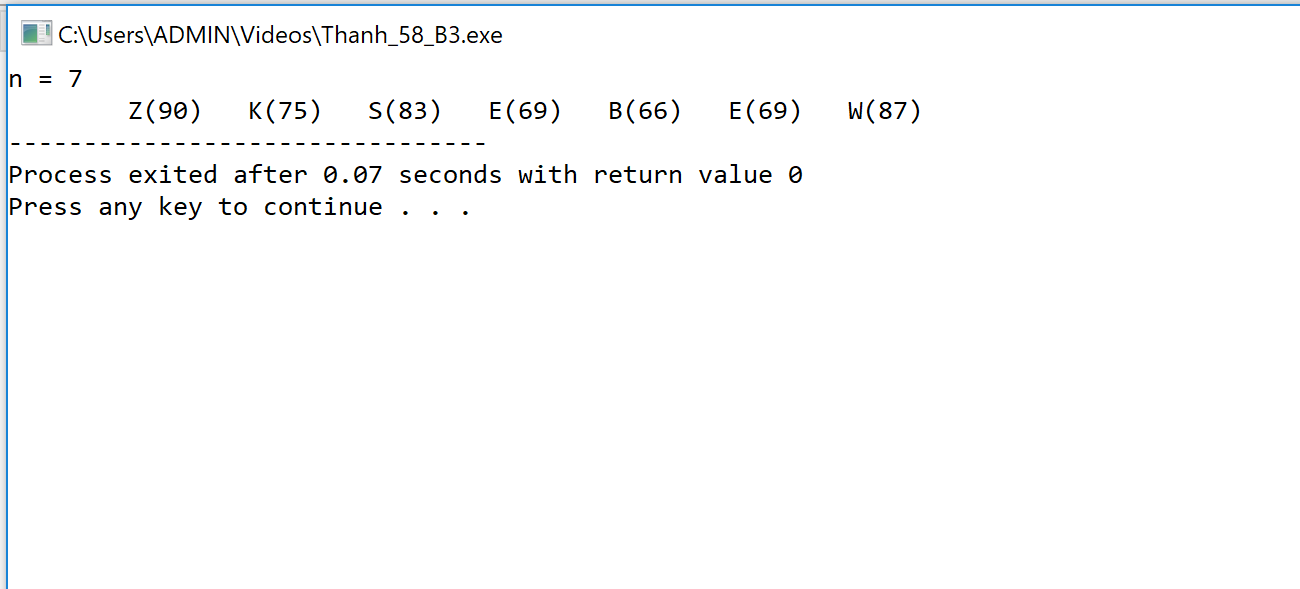 C:\Users\ADMIN\Videos\Thanh_58_B3.exe
n = 7
Z(90) K(75) S(83) E(69) B(66) E(69) W(87)
--------------------------------
Process exited after 0.07 seconds with return value 0
Press any key to continue . . .